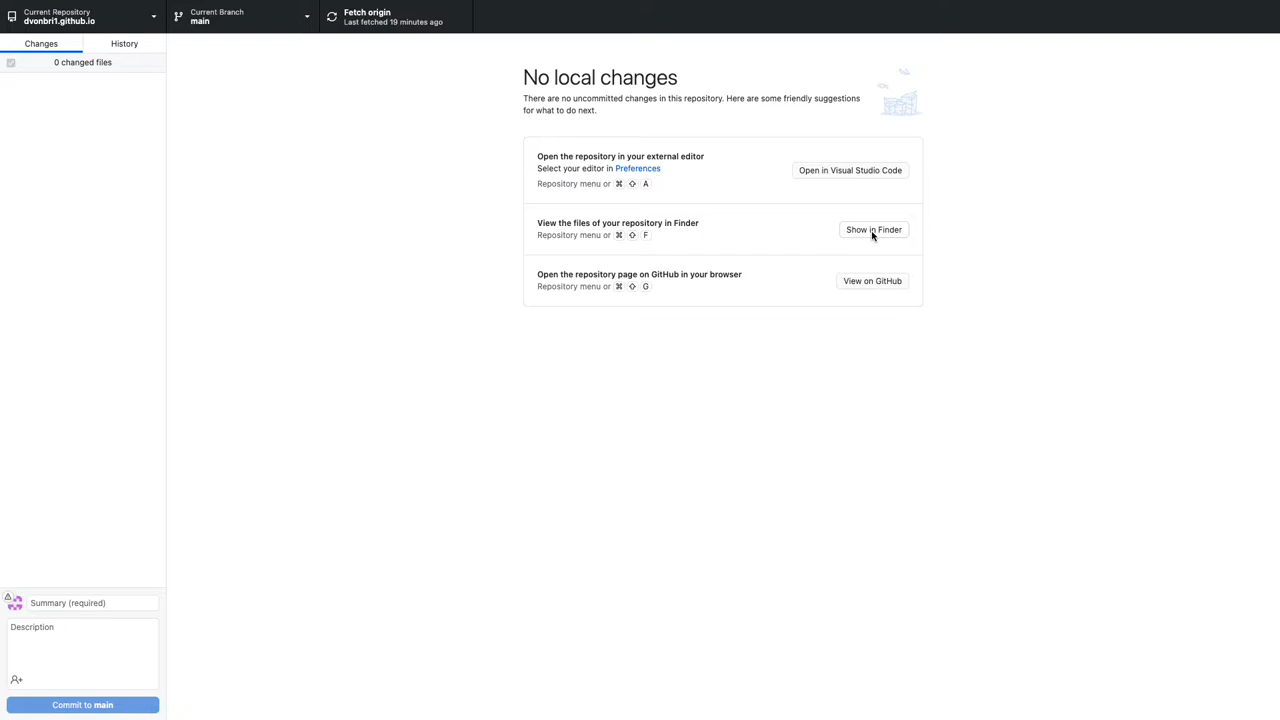 Current Repository
dvonbri1.github.io
Current Branch
main
Fetch origin
Last fetched 19 minutes ago
Changes
History
0 changed files
No local changes
There are no uncommitted changes in this repository. Here are some friendly suggestions
for what to do next.
Open the repository in your external editor
Select your editor in Preferences
Repository menu or ⌘ ⇧ A
Open in Visual Studio Code
View the files of your repository in Finder
Repository menu or ⌘ ⇧ F
Show in Finder
Open the repository page on GitHub in your browser
Repository menu or ⌘ ⇧ G
View on GitHub
Summary (required)
Description
Commit to main